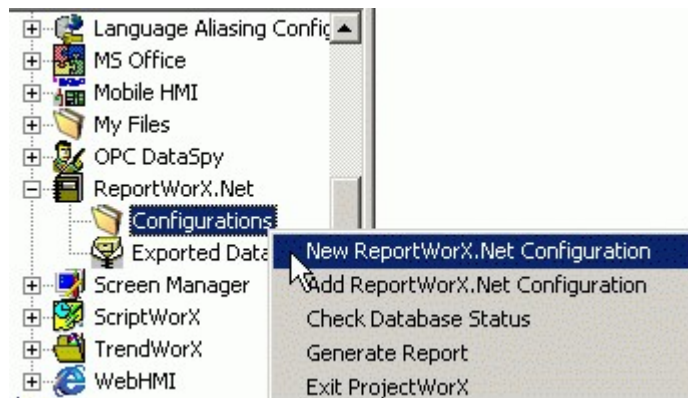 Language Aliasing Config
MS Office
Mobile HMI
My Files
OPC DataSpy
ReportWorX.Net
Configurations
Exported Data
New ReportWorX.Net Configuration
Add ReportWorX.Net Configuration
Check Database Status
Generate Report
Exit ProjectWorX
Screen Manager
ScriptWorX
TrendWorX
WebHMI